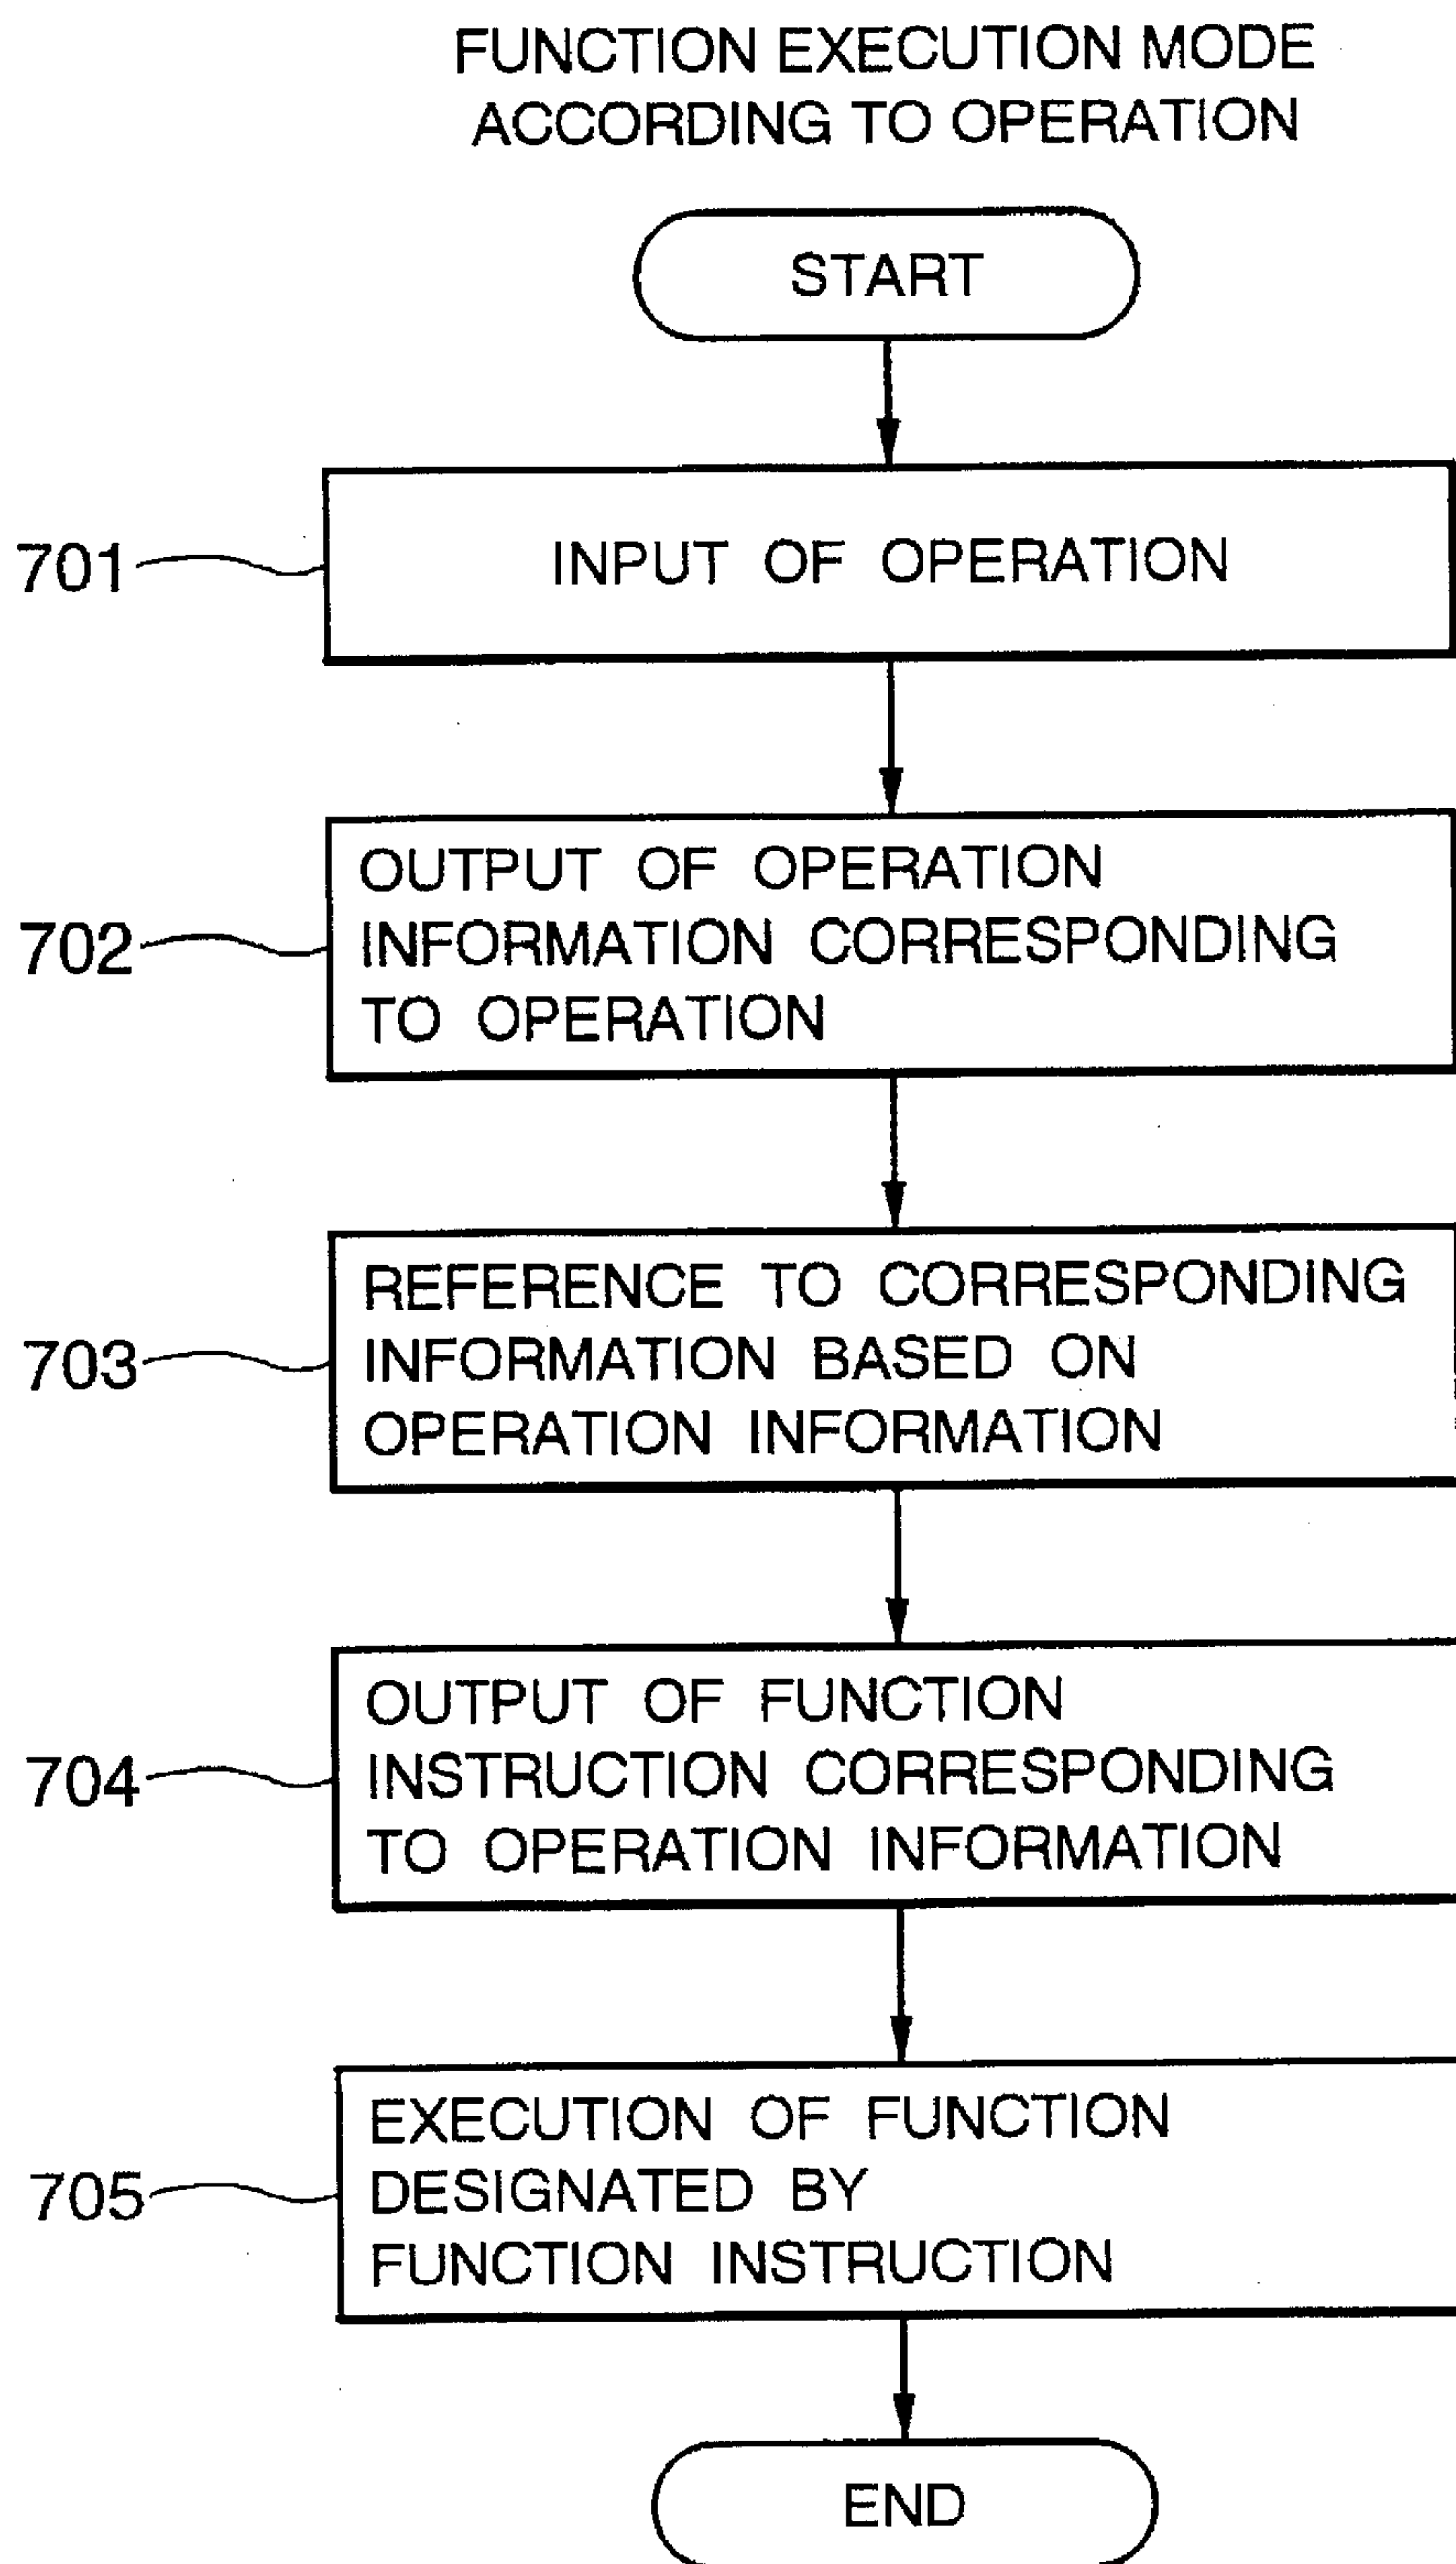 FUNCTION EXECUTION MODE
ACCORDING TO OPERATION
START
701
INPUT OF OPERATION
702
OUTPUT OF OPERATION
INFORMATION CORRESPONDING
TO OPERATION
703
REFERENCE TO CORRESPONDING
INFORMATION BASED ON
OPERATION INFORMATION
704
OUTPUT OF FUNCTION
INSTRUCTION CORRESPONDING
TO OPERATION INFORMATION
705
EXECUTION OF FUNCTION
DESIGNATED BY
FUNCTION INSTRUCTION
END